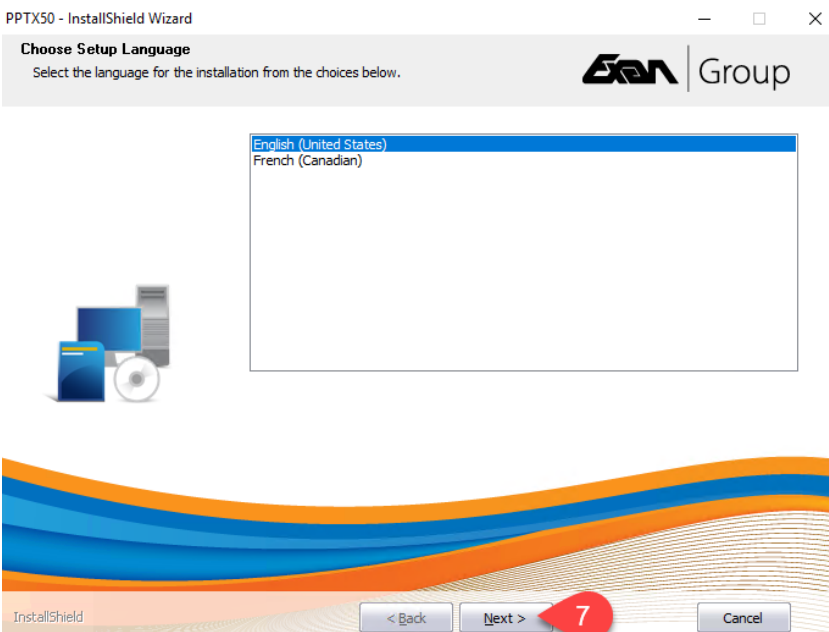 PPTX50 - InstallShield Wizard
Choose Setup Language
Select the language for the installation from the choices below.
Exan Group
English (United States)
French (Canadian)
InstallShield
< Back
Next >
7
Cancel